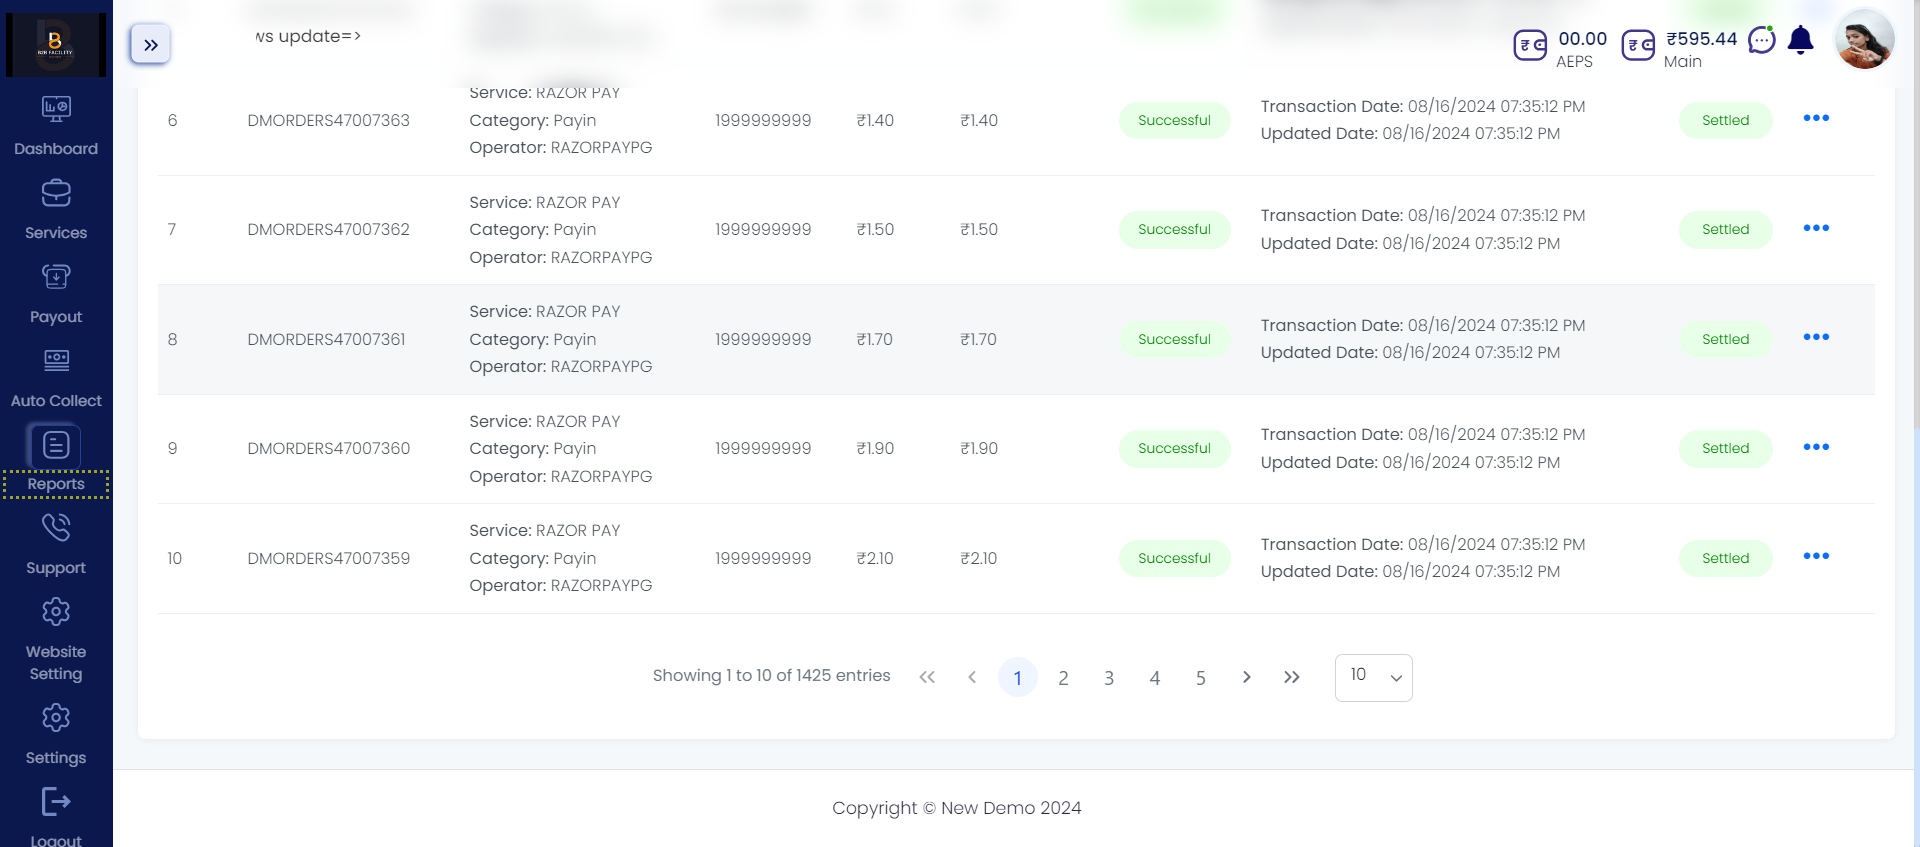 B2B FACILITY
ws update=>
00.00
AEPS
₹595.44
Main
Dashboard
Services
Payout
Auto Collect
Reports
Support
Website
Setting
Settings
Logout
6 DMORDERS47007363 Service: RAZOR PAY Category: Payin Operator: RAZORPAYPG 1999999999 ₹1.40 ₹1.40 Successful Transaction Date: 08/16/2024 07:35:12 PM Updated Date: 08/16/2024 07:35:12 PM Settled
7 DMORDERS47007362 Service: RAZOR PAY Category: Payin Operator: RAZORPAYPG 1999999999 ₹1.50 ₹1.50 Successful Transaction Date: 08/16/2024 07:35:12 PM Updated Date: 08/16/2024 07:35:12 PM Settled
8 DMORDERS47007361 Service: RAZOR PAY Category: Payin Operator: RAZORPAYPG 1999999999 ₹1.70 ₹1.70 Successful Transaction Date: 08/16/2024 07:35:12 PM Updated Date: 08/16/2024 07:35:12 PM Settled
9 DMORDERS47007360 Service: RAZOR PAY Category: Payin Operator: RAZORPAYPG 1999999999 ₹1.90 ₹1.90 Successful Transaction Date: 08/16/2024 07:35:12 PM Updated Date: 08/16/2024 07:35:12 PM Settled
10 DMORDERS47007359 Service: RAZOR PAY Category: Payin Operator: RAZORPAYPG 1999999999 ₹2.10 ₹2.10 Successful Transaction Date: 08/16/2024 07:35:12 PM Updated Date: 08/16/2024 07:35:12 PM Settled
Showing 1 to 10 of 1425 entries « ‹ 1 2 3 4 5 › » 10
Copyright © New Demo 2024